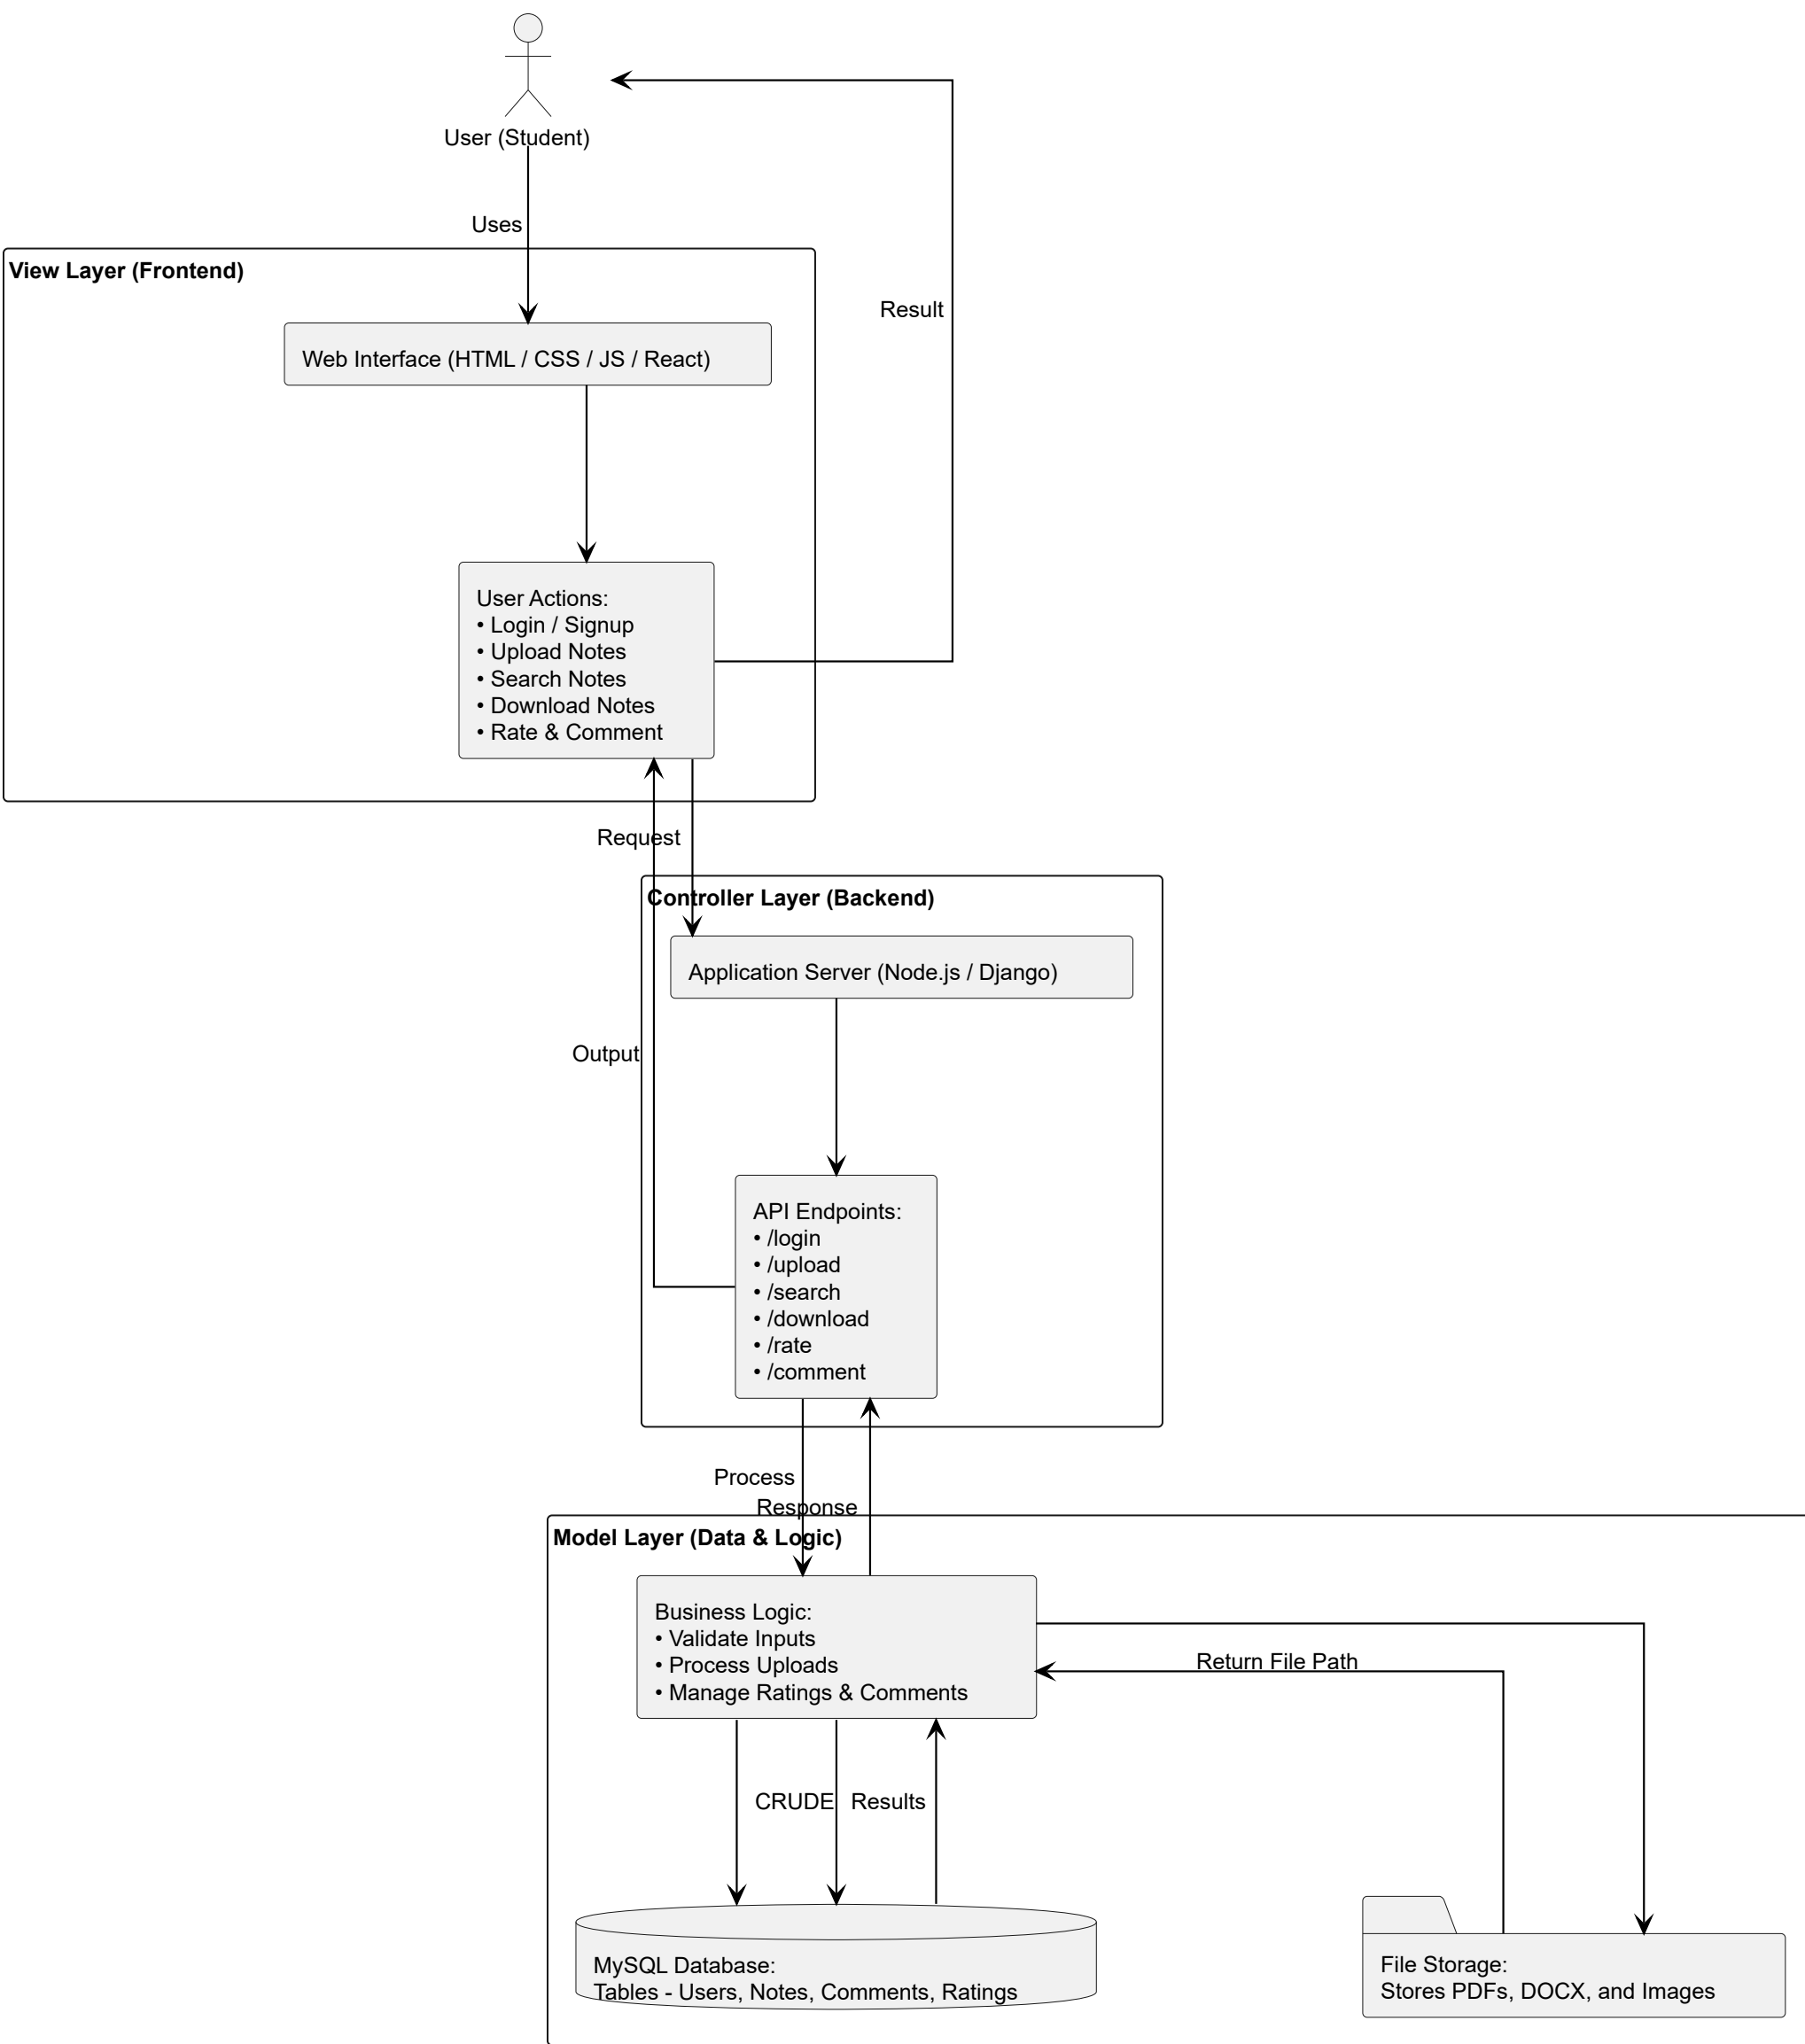 User (Student)
Uses
View Layer (Frontend)
Result
Web Interface (HTML / CSS / JS / React)
User Actions:
• Login / Signup
• Upload Notes
• Search Notes
• Download Notes
• Rate & Comment
Request
Controller Layer (Backend)
Application Server (Node.js / Django)
Output
API Endpoints:
• /login
• /upload
• /search
• /download
• /rate
• /comment
Process
Response
Model Layer (Data & Logic)
Business Logic:
• Validate Inputs
• Process Uploads
• Manage Ratings & Comments
Return File Path
CRUDE
Results
MySQL Database:
Tables - Users, Notes, Comments, Ratings
File Storage:
Stores PDFs, DOCX, and Images